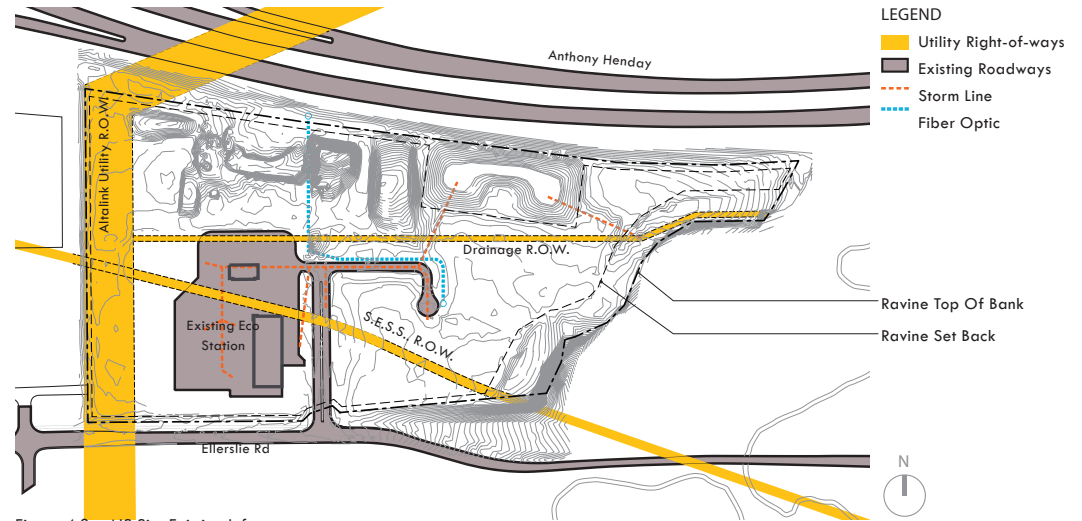 LEGEND
Utility Right-of-ways
Existing Roadways
Storm Line
Fiber Optic
Anthony Henday
Altalink Utility R.O.W.
Drainage R.O.W.
S.E.S.S. R.O.W.
Existing Eco
Station
Ravine Top Of Bank
Ravine Set Back
Ellerslie Rd
N